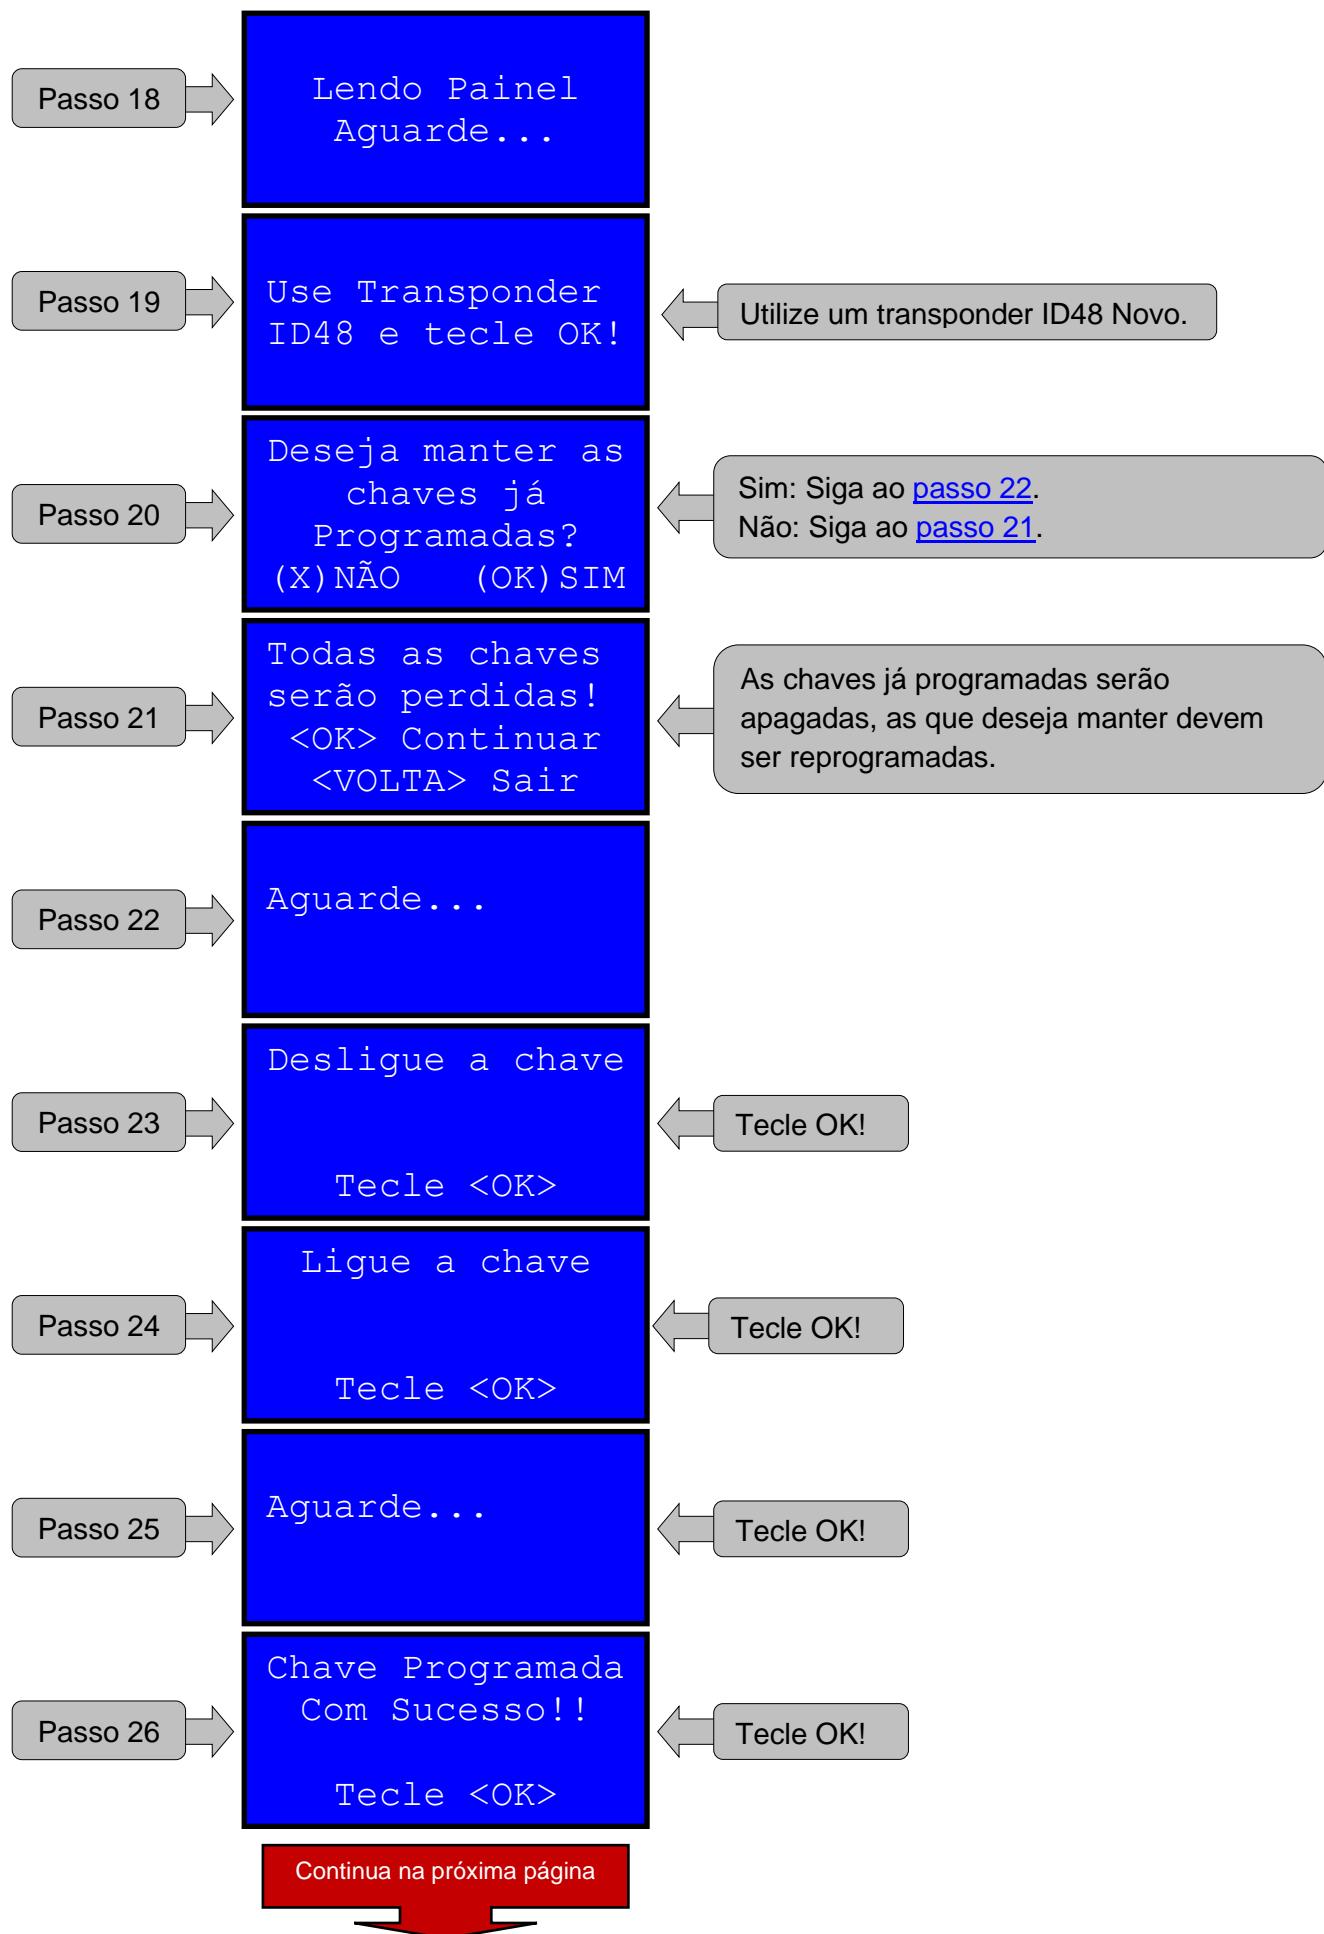 Passo 18
Lendo Painel
Aguarde...
Passo 19
Use Transponder
ID48 e tecle OK!
Utilize um transponder ID48 Novo.
Passo 20
Deseja manter as
chaves já
Programadas?
(X)NÃO (OK)SIM
Sim: Siga ao passo 22.
Não: Siga ao passo 21.
Passo 21
Todas as chaves
serão perdidas!
<OK> Continuar
<VOLTA> Sair
As chaves já programadas serão
apagadas, as que deseja manter devem
ser reprogramadas.
Passo 22
Aguarde...
Passo 23
Desligue a chave
Tecle <OK>
Tecle OK!
Passo 24
Ligue a chave
Tecle <OK>
Tecle OK!
Passo 25
Aguarde...
Tecle OK!
Passo 26
Chave Programada
Com Sucesso!!
Tecle <OK>
Tecle OK!
Continua na próxima página